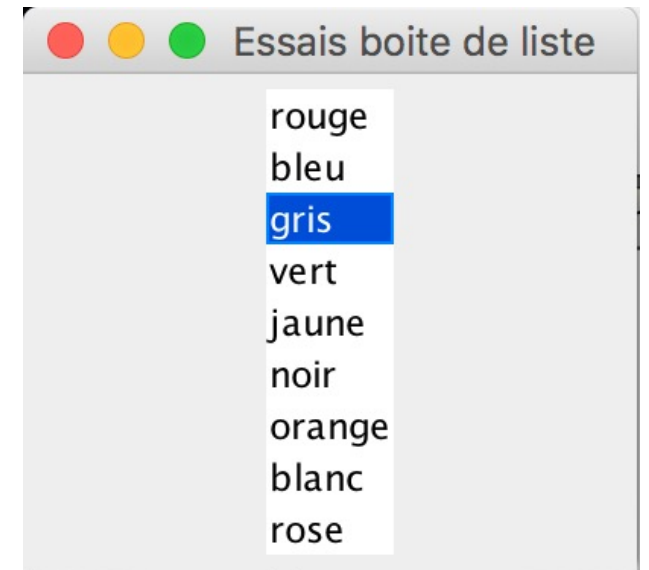 Essais boite de liste
rouge
bleu
gris
vert
jaune
noir
orange
blanc
rose